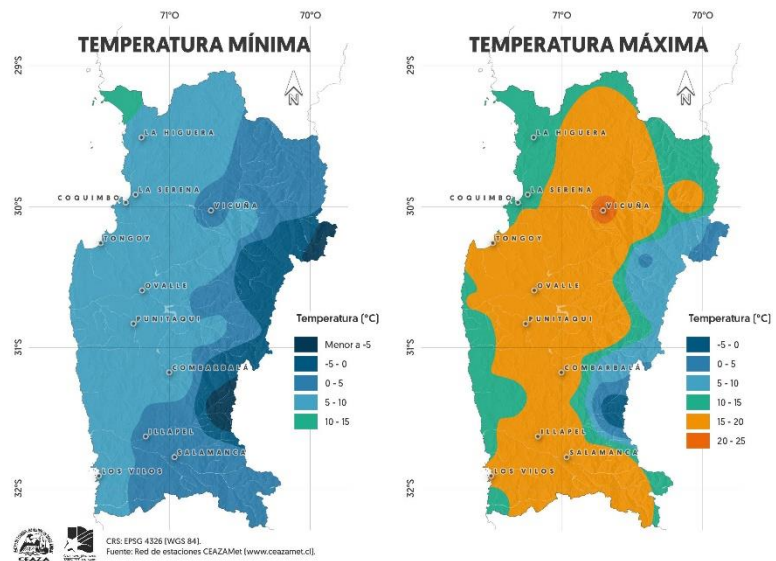 TEMPERATURA MÍNIMA
71°O
70°O
29°S
30°S
31°S
32°S
N
LA HIGUERA
LA SERENA
COQUIMBO
VICUÑA
TONGOY
OVALLE
PUNITAQUI
COMBARBALÁ
ILLAPEL
SALAMANCA
LOS VILOS
Temperatura (°C)
Menor a -5
-5 - 0
0 - 5
5 - 10
10 - 15
TEMPERATURA MÁXIMA
71°O
70°O
29°S
30°S
31°S
32°S
N
LA HIGUERA
LA SERENA
COQUIMBO
VICUÑA
TONGOY
OVALLE
PUNITAQUI
COMBARBALÁ
ILLAPEL
SALAMANCA
LOS VILOS
Temperatura (°C)
-5 - 0
0 - 5
5 - 10
10 - 15
15 - 20
20 - 25
CEAZA
CRS: EPSG 4326 (WGS 84).
Fuente: Red de estaciones CEAZAMet (www.ceazamet.cl).